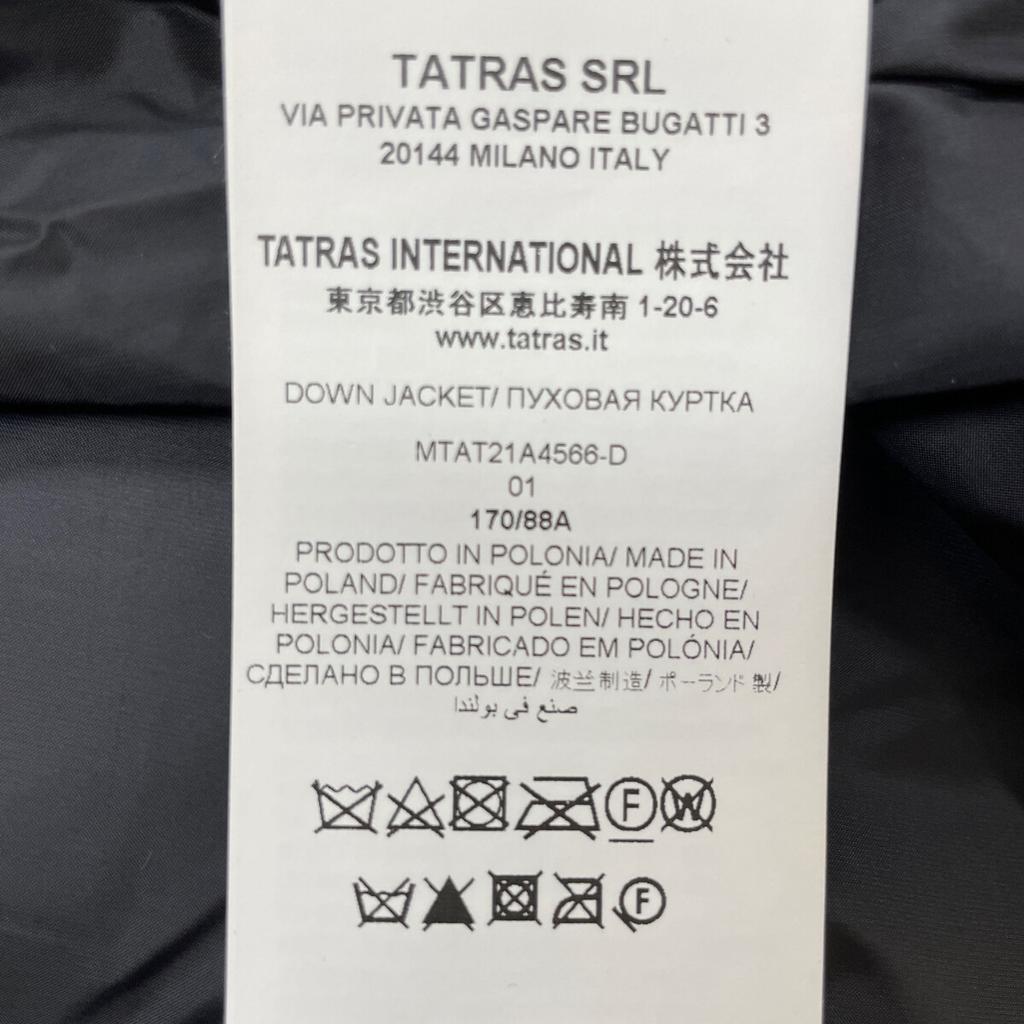 TATRAS SRL
VIA PRIVATA GASPARE BUGATTI 3
20144 MILANO ITALY
TATRAS INTERNATIONAL 株式会社
東京都渋谷区恵比寿南 1-20-6
www.tatras.it
DOWN JACKET/ ПУХОВАЯ КУРТКА
MTAT21A4566-D
01
170/88A
PRODOTTO IN POLONIA/ MADE IN
POLAND/ FABRIQUÉ EN POLOGNE/
HERGESTELLT IN POLEN/ HECHO EN
POLONIA/ FABRICADO EM POLÓNIA/
СДЕЛАНО В ПОЛЬШЕ/ 波兰制造/ ポーランド 製/
صنع في بولندا
F W
F